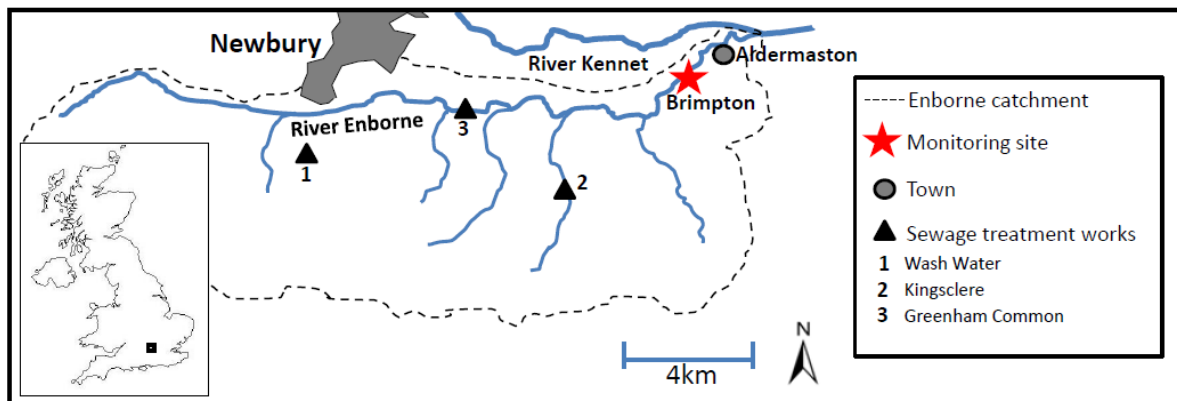 Newbury
River Kennet
Aldermaston
Brimpton
River Enborne
3
1
2
4km
N
Enborne catchment
Monitoring site
Town
Sewage treatment works
1 Wash Water
2 Kingsclere
3 Greenham Common